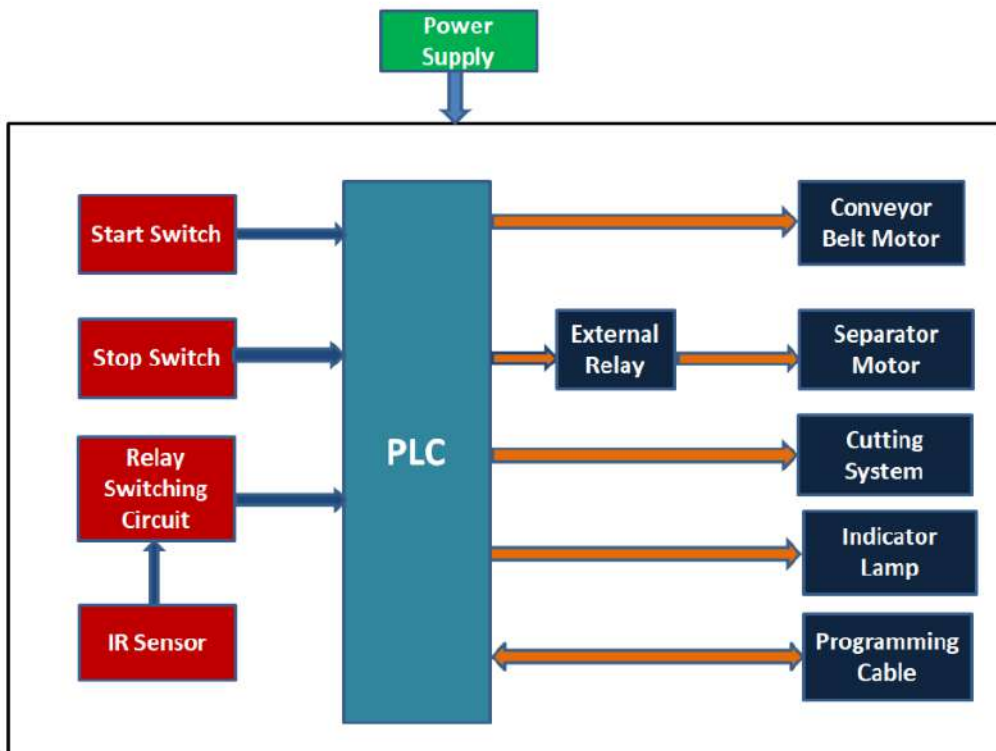 Power
Supply
Start Switch
Stop Switch
Relay
Switching
Circuit
IR Sensor
PLC
External
Relay
Conveyor
Belt Motor
Separator
Motor
Cutting
System
Indicator
Lamp
Programming
Cable